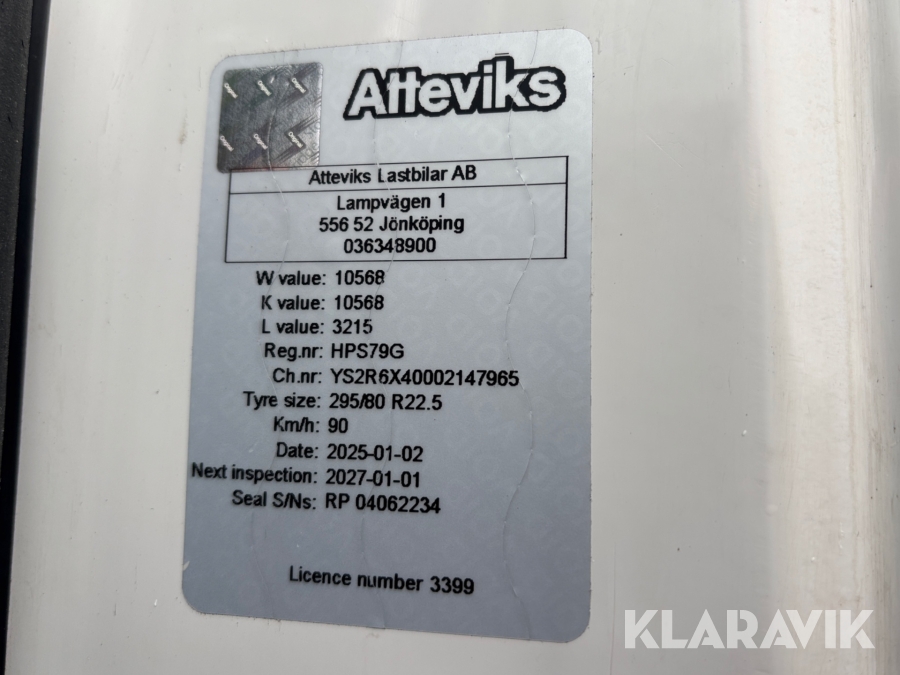 Atteviks
Atteviks Lastbilar AB
Lampvägen 1
556 52 Jönköping
036348900
W value: 10568
K value: 10568
L value: 3215
Reg.nr: HPS79G
Ch.nr: YS2R6X40002147965
Tyre size: 295/80 R22.5
Km/h: 90
Date: 2025-01-02
Next inspection: 2027-01-01
Seal S/Ns: RP 04062234
Licence number 3399
KLARAVIK